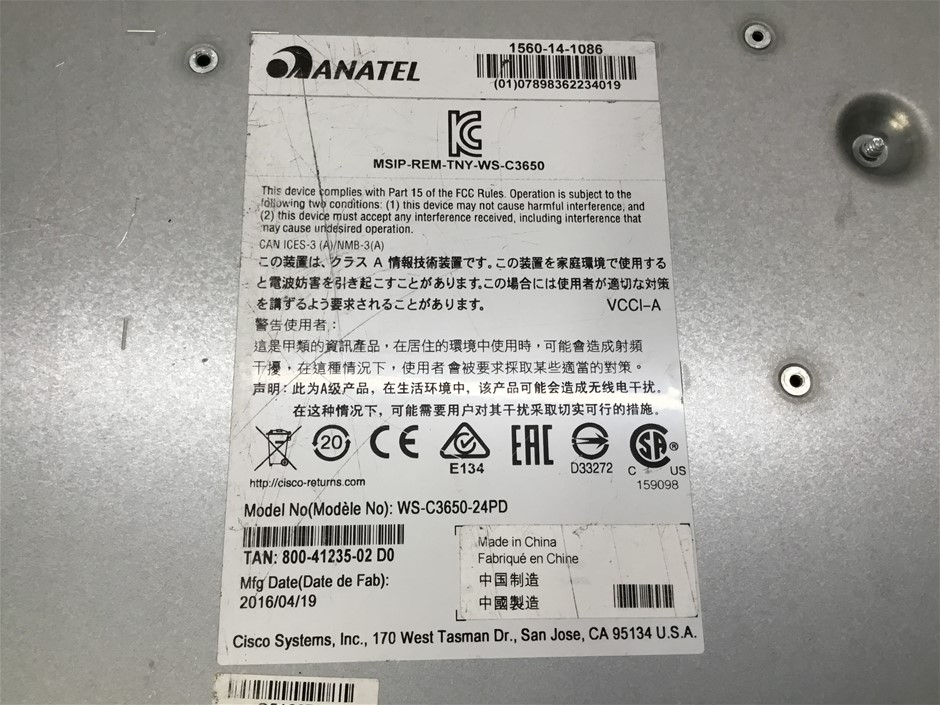 ANATEL
1560-14-1086
(01)07898362234019
MSIP-REM-TNY-WS-C3650
This device complies with Part 15 of the FCC Rules. Operation is subject to the
following two conditions: (1) this device may not cause harmful interference, and
(2) this device must accept any interference received, including interference that
may cause undesired operation.
CAN ICES-3 (A)/NMB-3(A)
この装置は、クラス A 情報技術装置です。この装置を家庭環境で使用する
と電波妨害を引き起こすことがあります。この場合には使用者が適切な対策
を講ずるよう要求されることがあります。 VCCI-A
警告使用者：
這是甲類的資訊產品，在居住的環境中使用時，可能會造成射頻
干擾，在這種情況下，使用者會被要求採取某些適當的對策。
声明：此为A级产品，在生活环境中，该产品可能会造成无线电干扰。
在这种情况下，可能需要用户对其干扰采取切实可行的措施。
20 CE E134 EAC D33272 C SA ® US
159098
http://cisco-returns.com
Model No(Modèle No): WS-C3650-24PD
TAN: 800-41235-02 D0
Mfg Date(Date de Fab):
2016/04/19
Made in China
Fabriqué en Chine
中国制造
中國製造
Cisco Systems, Inc., 170 West Tasman Dr., San Jose, CA 95134 U.S.A.